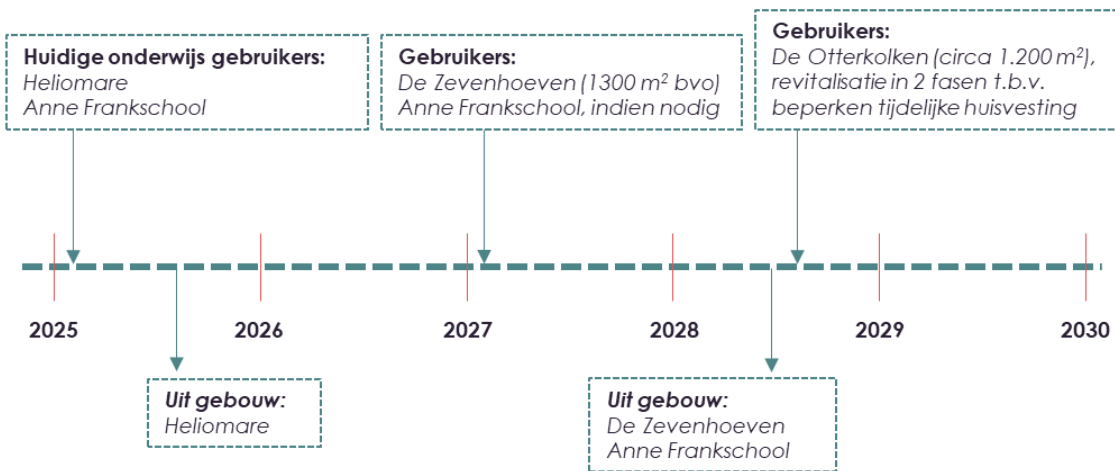 Huidige onderwijs gebruikers:
Heliomare
Anne Frankschool
Gebruikers:
De Zevenhoeven (1300 m² bvo)
Anne Frankschool, indien nodig
Gebruikers:
De Otterkolken (circa 1.200 m²),
revitalisatie in 2 fasen t.b.v.
beperken tijdelijke huisvesting
2025 2026 2027 2028 2029 2030
Uit gebouw:
Heliomare
Uit gebouw:
De Zevenhoeven
Anne Frankschool